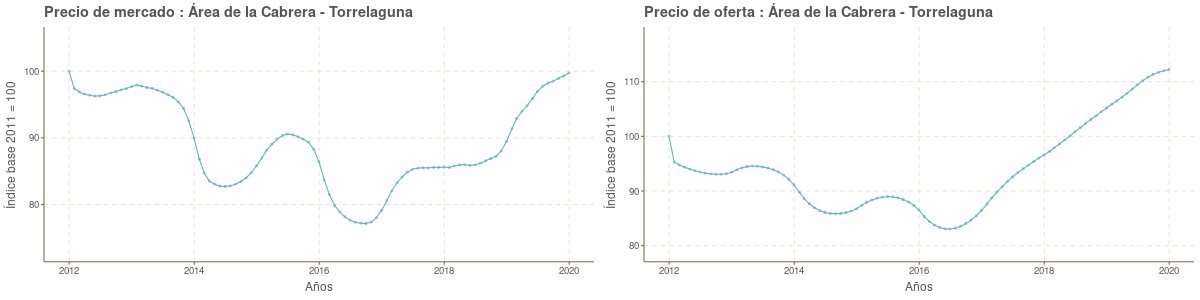 Precio de mercado : Área de la Cabrera - Torrelaguna
Índice base 2011 = 100
100
90
80
2012
2014
2016
2018
2020
Años
Precio de oferta : Área de la Cabrera - Torrelaguna
Índice base 2011 = 100
110
100
90
80
2012
2014
2016
2018
2020
Años